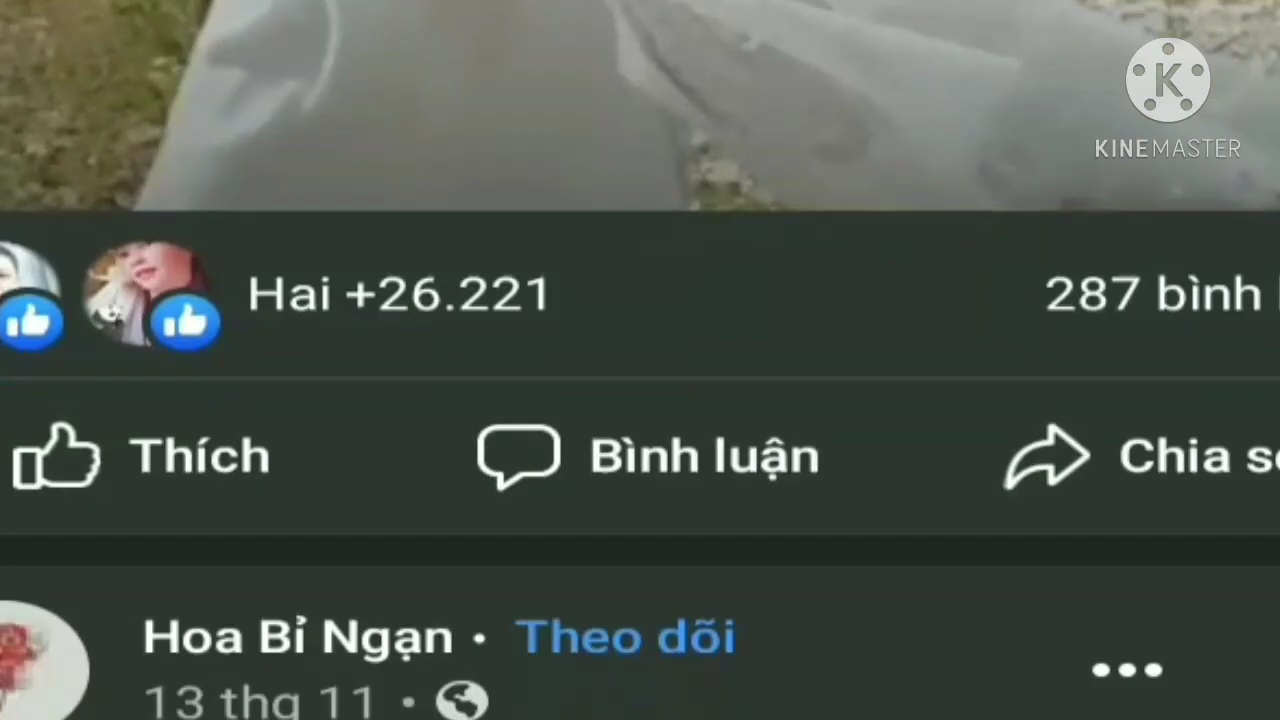 K
KINEMASTER
Hai +26.221
287 bình
Thích
Bình luận
Chia
Hoa Bỉ Ngạn · Theo dõi
13 thg 11 ·